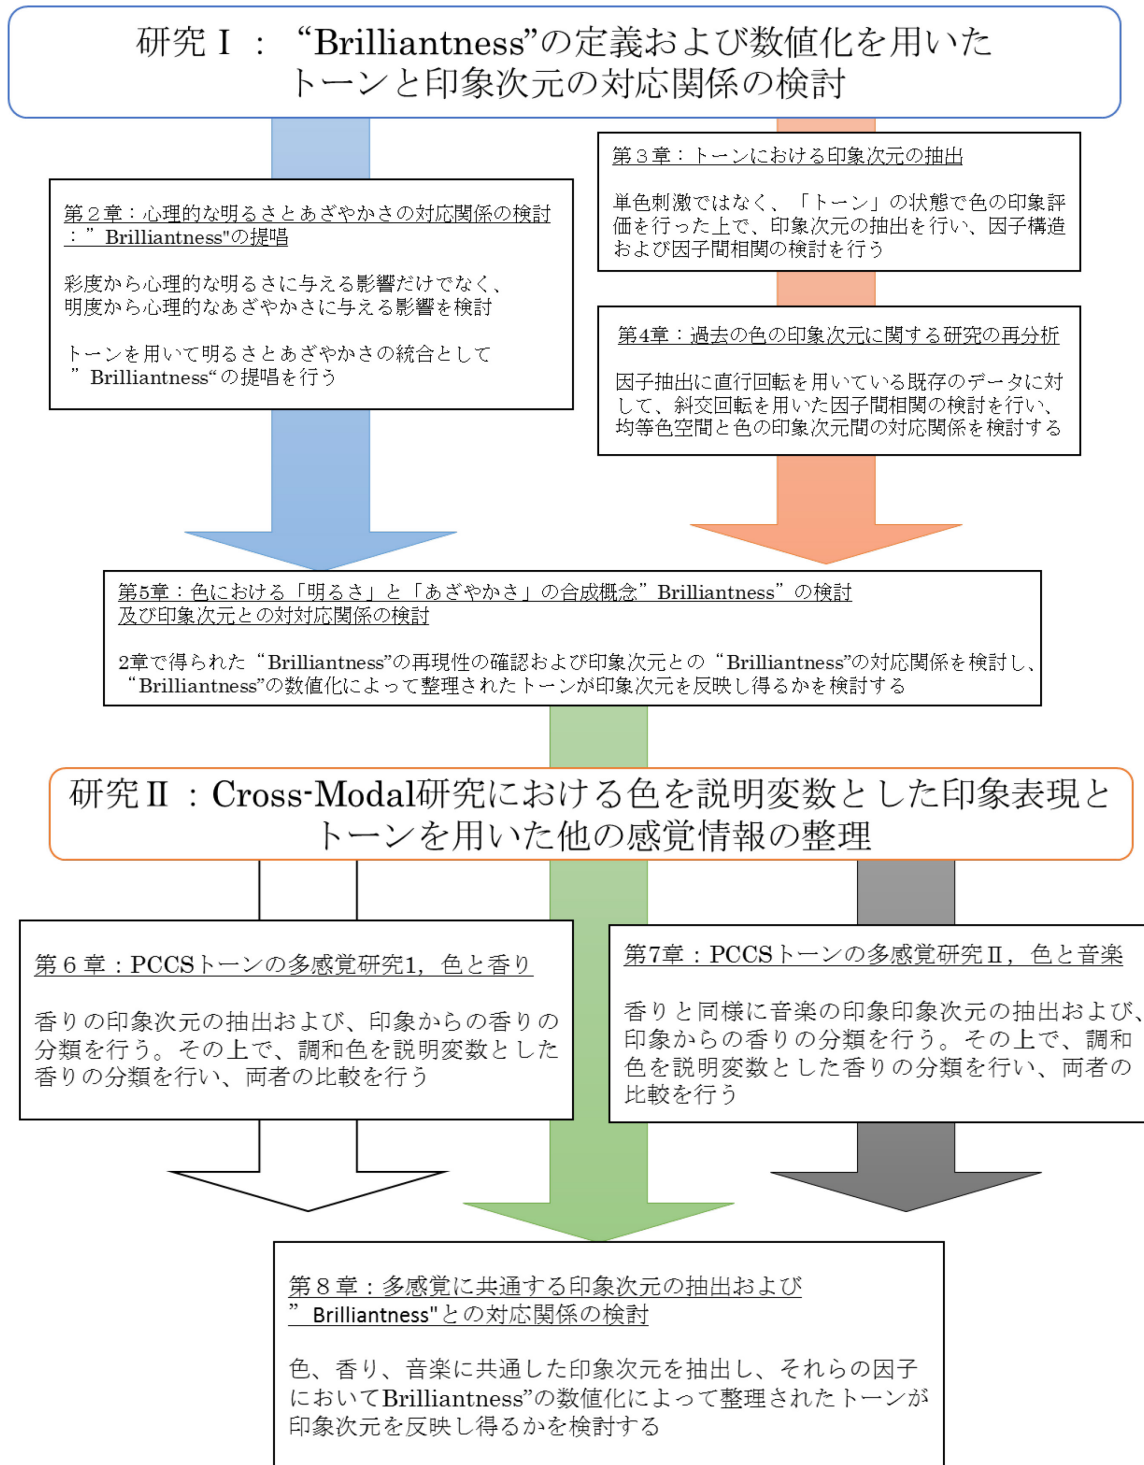 研究Ⅰ： “Brilliantness”の定義および数値化を用いた
トーンと印象次元の対応関係の検討
第２章：心理的な明るさとあざやかさの対応関係の検討
：”Brilliantness"の提唱
彩度から心理的な明るさに与える影響だけでなく、
明度から心理的なあざやかさに与える影響を検討
トーンを用いて明るさとあざやかさの統合として
”Brilliantness“の提唱を行う
第３章：トーンにおける印象次元の抽出
単色刺激ではなく、「トーン」の状態で色の印象評
価を行った上で、印象次元の抽出を行い、因子構造
および因子間相関の検討を行う
第4章：過去の色の印象次元に関する研究の再分析
因子抽出に直行回転を用いている既存のデータに対
して、斜交回転を用いた因子間相関の検討を行い、
均等色空間と色の印象次元間の対応関係を検討する
第5章：色における「明るさ」と「あざやかさ」の合成概念”Brilliantness”の検討
及び印象次元との対対応関係の検討
2章で得られた“Brilliantness”の再現性の確認および印象次元との“Brilliantness”の対応関係を検討し、
“Brilliantness”の数値化によって整理されたトーンが印象次元を反映し得るかを検討する
研究Ⅱ：Cross-Modal研究における色を説明変数とした印象表現と
トーンを用いた他の感覚情報の整理
第６章：PCCSトーンの多感覚研究1，色と香り
香りの印象次元の抽出および、印象からの香りの
分類を行う。その上で、調和色を説明変数とした
香りの分類を行い、両者の比較を行う
第7章：PCCSトーンの多感覚研究Ⅱ，色と音楽
香りと同様に音楽の印象印象次元の抽出および、
印象からの香りの分類を行う。その上で、調和
色を説明変数とした香りの分類を行い、両者の
比較を行う
第８章：多感覚に共通する印象次元の抽出および
”Brilliantness"との対応関係の検討
色、香り、音楽に共通した印象次元を抽出し、それらの因子
においてBrilliantness”の数値化によって整理されたトーンが
印象次元を反映し得るかを検討する